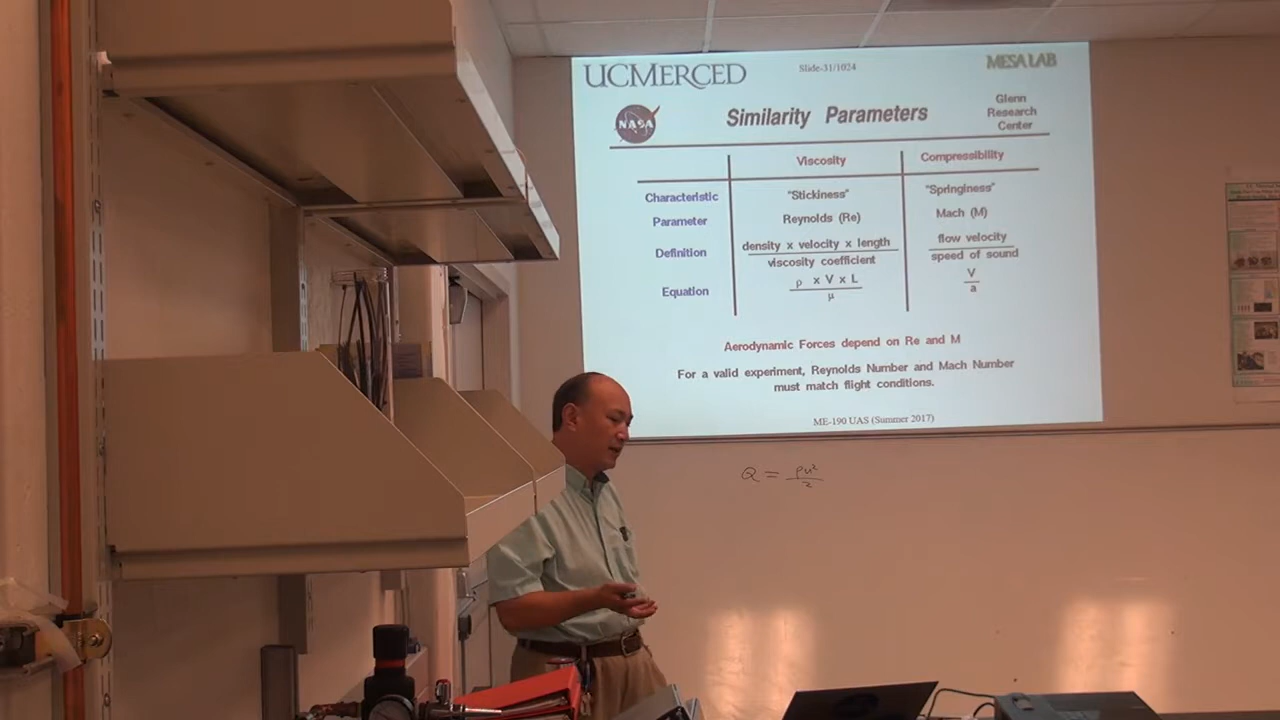 UCMERCED
Slide-31/1024
MESA LAB
NASA
Similarity Parameters
Glenn
Research
Center
Viscosity
Compressibility
Characteristic
"Stickiness"
"Springiness"
Parameter
Reynolds (Re)
Mach (M)
Definition
density x velocity x length
viscosity coefficient
flow velocity
speed of sound
Equation
ρ x V x L
μ
V
a
Aerodynamic Forces depend on Re and M
For a valid experiment, Reynolds Number and Mach Number
must match flight conditions.
ME-190 UAS (Summer 2017)
Q = ρu²
2